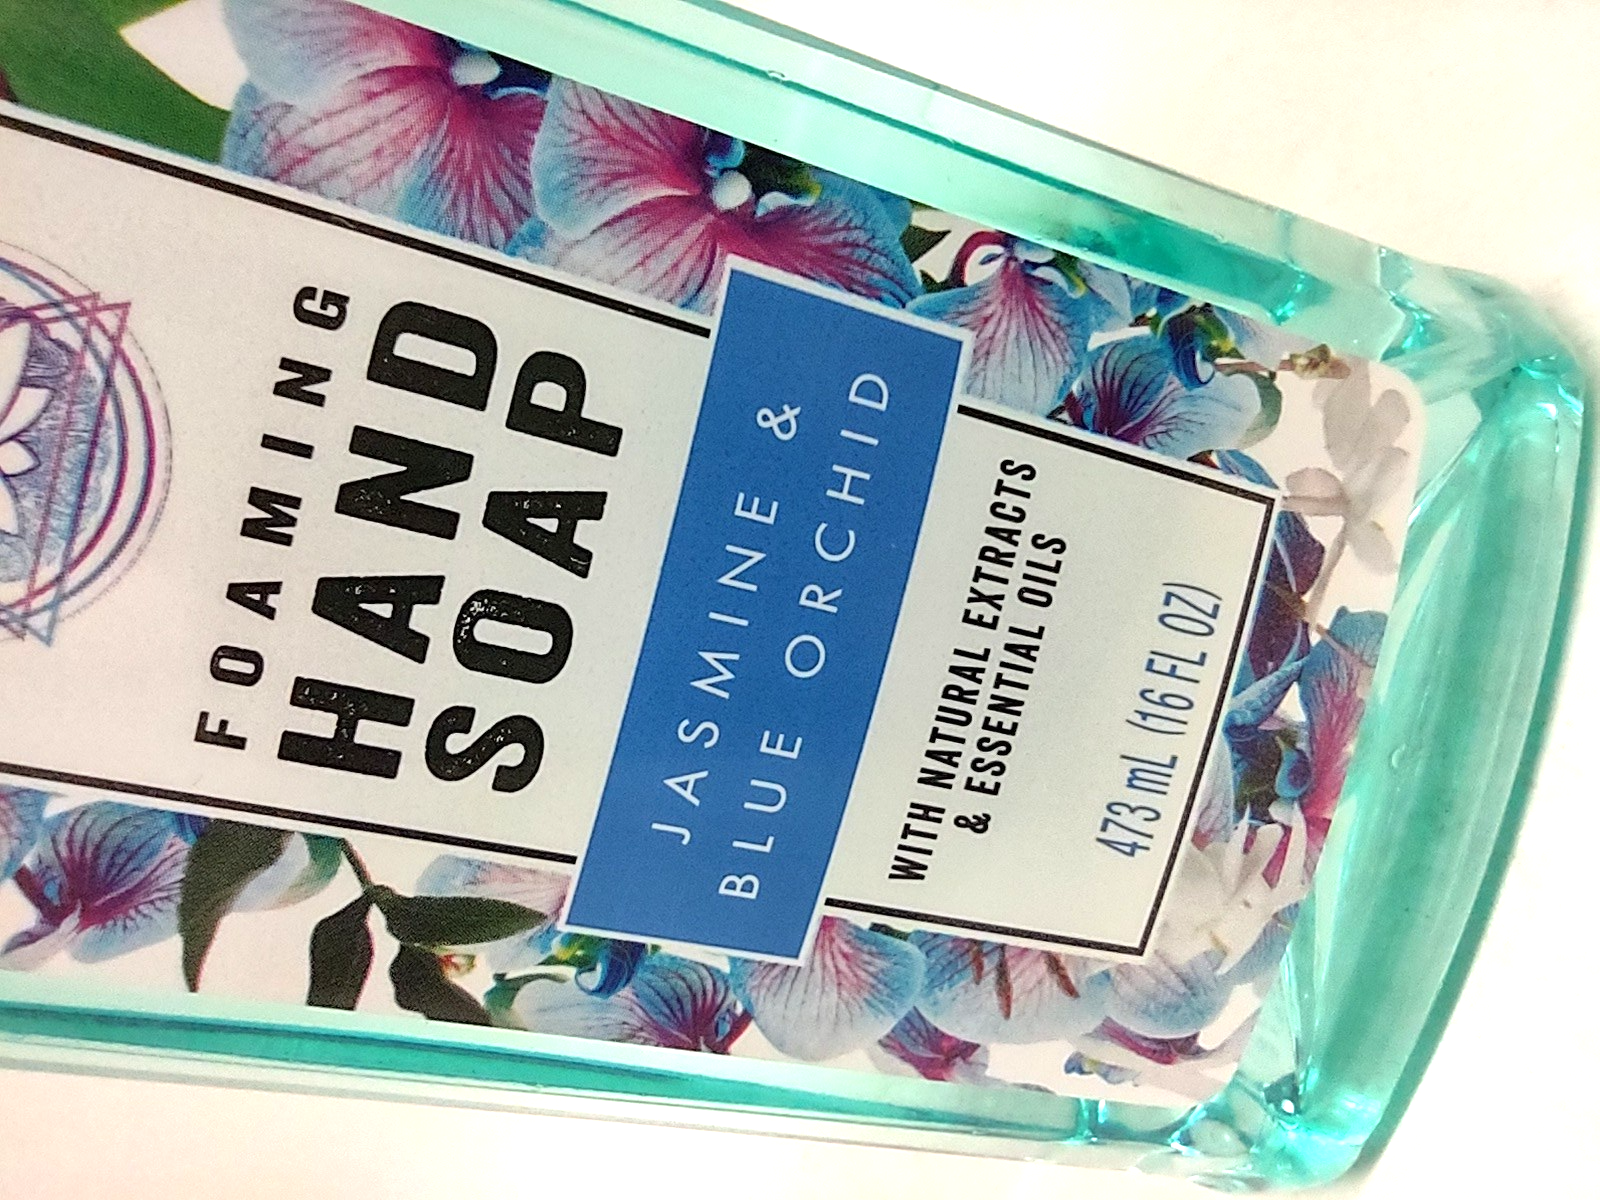 FOAMING
HAND
SOAP
JASMINE &
BLUE ORCHID
WITH NATURAL EXTRACTS
& ESSENTIAL OILS
473 mL (16 FL OZ)